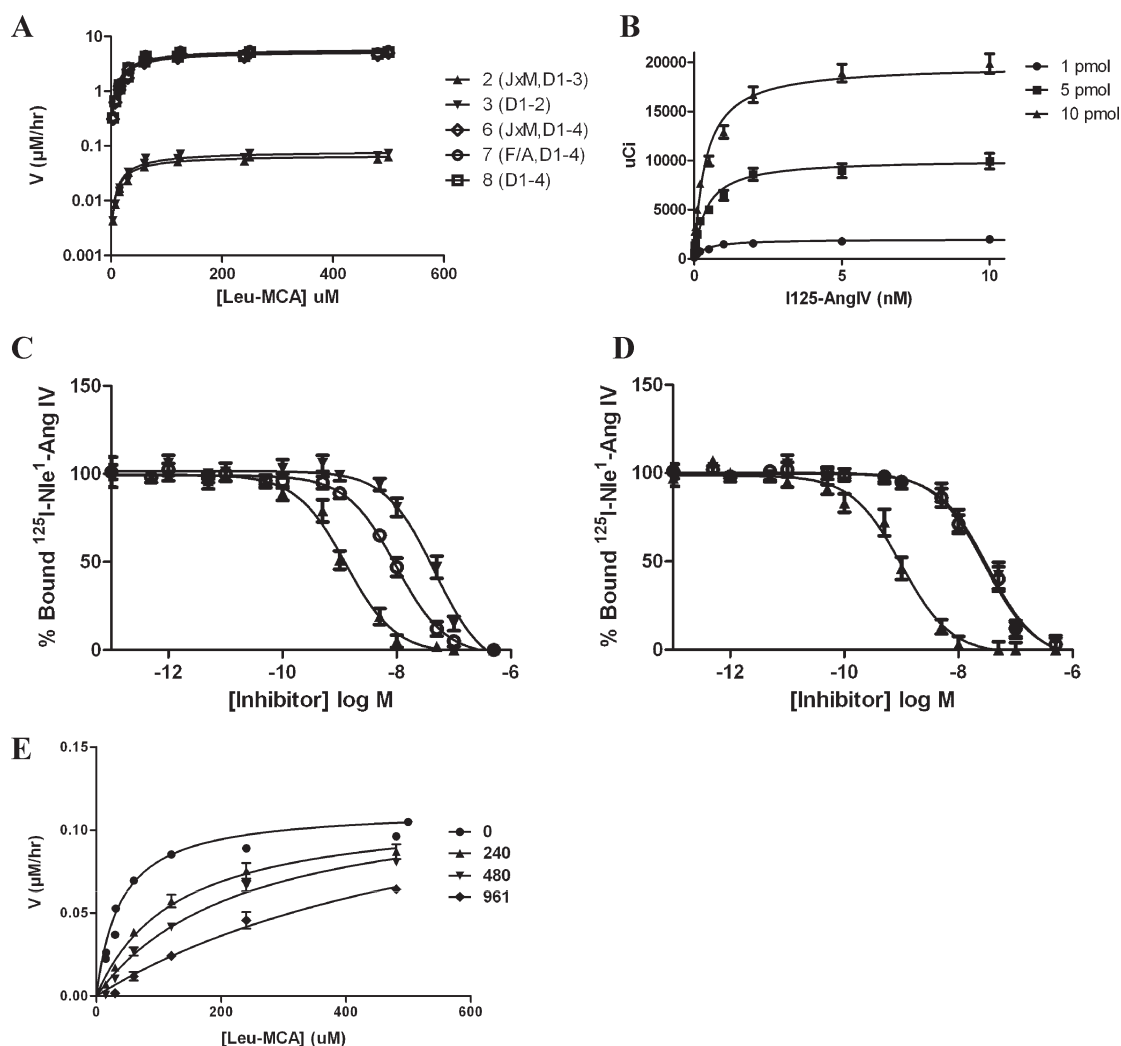 A
V (µM/hr)
10
1
0.1
0.01
0.001
0
200
400
600
[Leu-MCA] uM
2 (JxM,D1-3)
3 (D1-2)
6 (JxM,D1-4)
7 (F/A,D1-4)
8 (D1-4)
B
uCi
20000
15000
10000
5000
0
0
5
10
I125-AngIV (nM)
1 pmol
5 pmol
10 pmol
C
% Bound ¹²⁵I-Nle¹-Ang IV
150
100
50
0
-12
-10
-8
-6
[Inhibitor] log M
D
% Bound ¹²⁵I-Nle¹-Ang IV
150
100
50
0
-12
-10
-8
-6
[Inhibitor] log M
E
V (µM/hr)
0.15
0.10
0.05
0.00
0
200
400
600
[Leu-MCA] (uM)
0
240
480
961